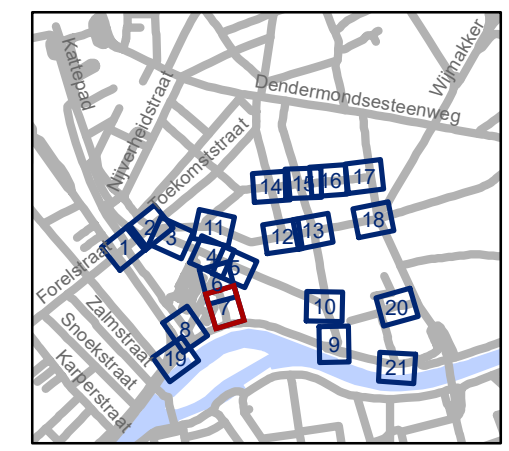 Kattepad
Wijmakker
Dendermondsesteenweg
Nijverheidstraat
Toekomststraat
14
15
16
17
18
11
12
13
2
3
1
4
5
6
7
Forelstraat
Zalmstraat
Snoekstraat
Karperstraat
8
19
10
9
20
21